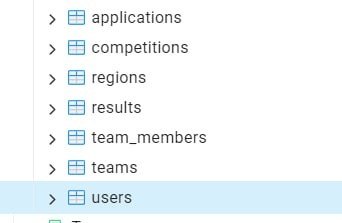 applications
competitions
regions
results
team_members
teams
users